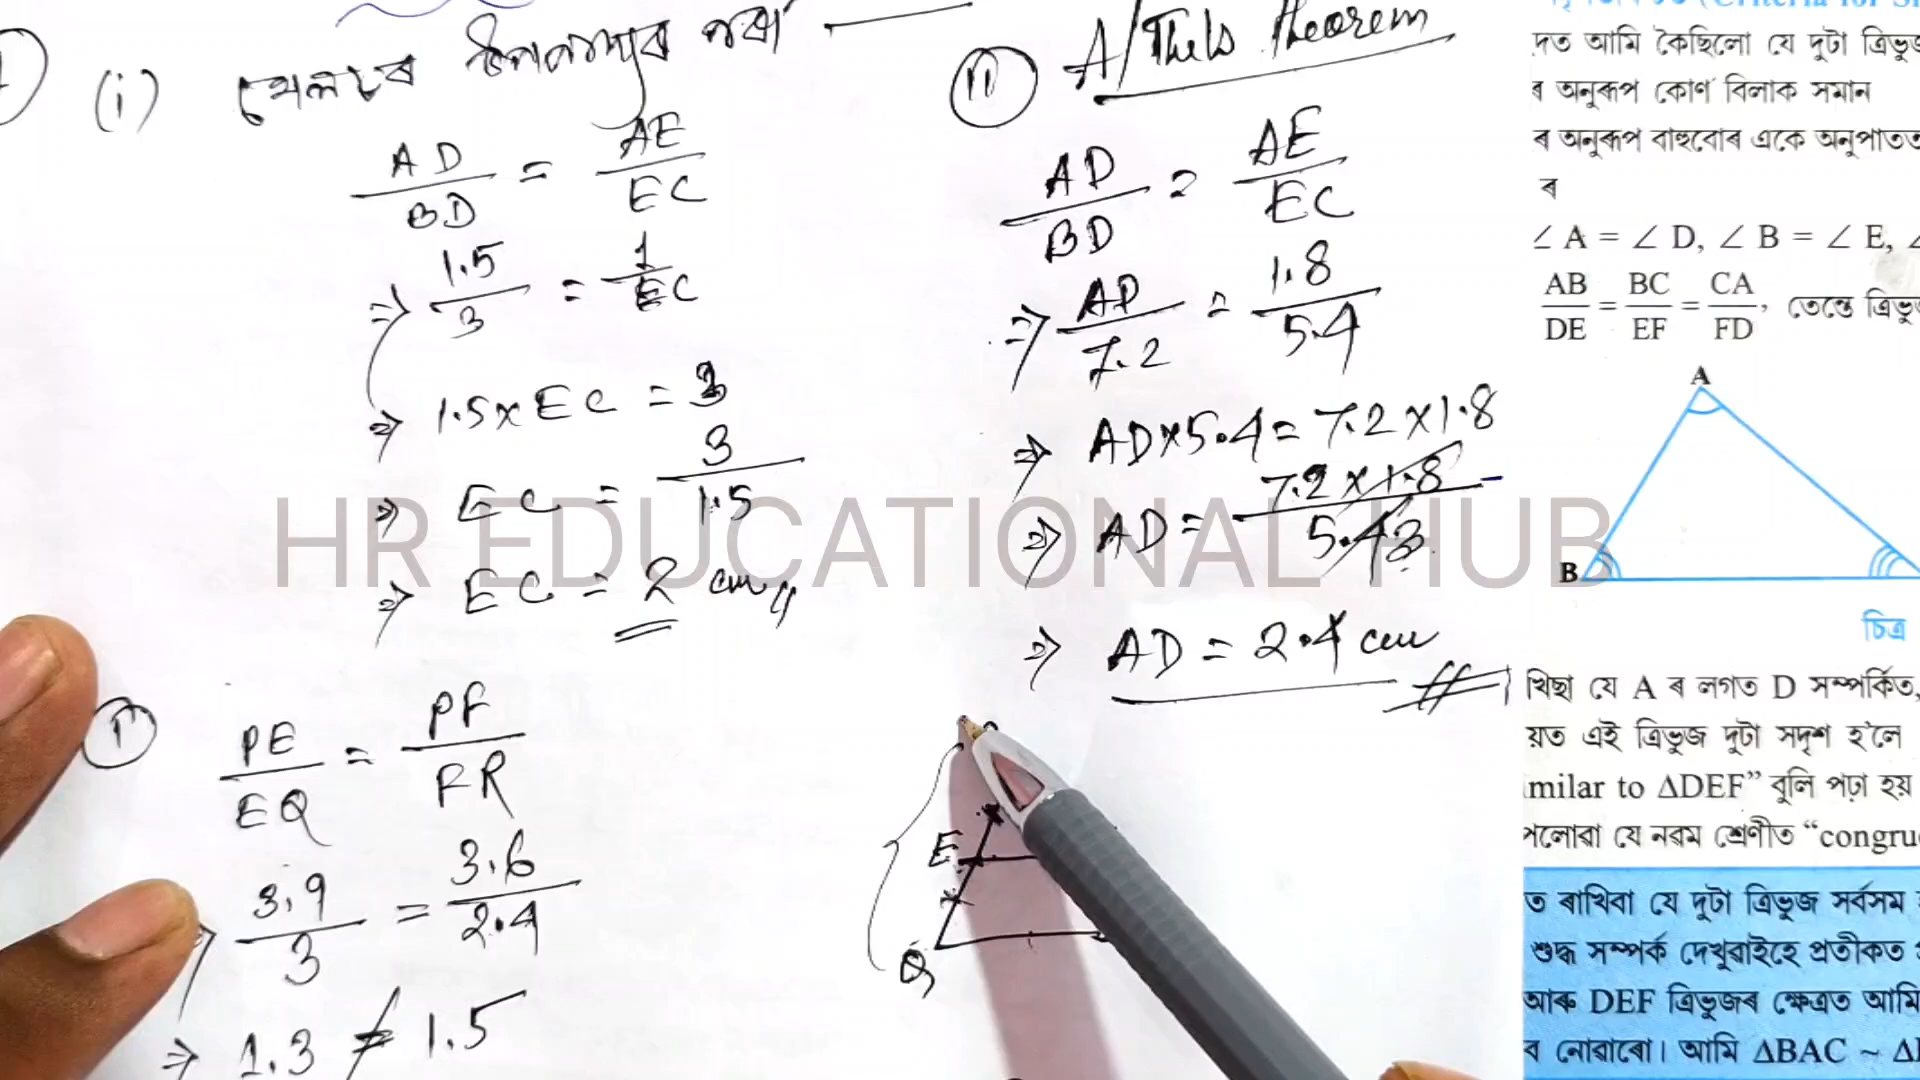 (i) থেলছৰ উপপাদ্যৰ পৰা
AD/BD = AE/EC
⇒ 1.5/3 = 1/EC
⇒ 1.5 × EC = 3
⇒ EC = 3/1.5
⇒ EC = 2 cm
(i) PE/EQ = PF/FR
⇒ 3.9/3 = 3.6/2.4
⇒ 1.3 ≠ 1.5
(ii) A/Thels theorem
AD/BD = AE/EC
⇒ AD/7.2 = 1.8/5.4
⇒ AD×5.4 = 7.2×1.8
⇒ AD = 7.2×1.8/5.4 3
⇒ AD = 2.4 cm
E
Q
HR EDUCATIONAL HUB
দত আমি কৈছিলো যে দুটা
ৰ অনুৰূপ কোণ বিলাক সমান
ৰ অনুৰূপ বাহুবোৰ একে
ৰ
∠ A = ∠ D, ∠ B = ∠ E,
AB/DE = BC/EF = CA/FD, তেন্তে
A
B
চিত্ৰ
যে A ৰ লগত D সম্পৰ্কিত,
য়ত এই ত্ৰিভুজ দুটা সদৃশ হ'লে
milar to ΔDEF” বুলি পঢ়া হয়
যে নৱম শ্ৰেণীত “congru
ত ৰাখিবা যে দুটা ত্ৰিভুজ সৰ্বসম
শুদ্ধ সম্পৰ্ক দেখুৱাইহে প্ৰতীকত
আৰু DEF ত্ৰিভুজৰ ক্ষেত্ৰত আমি
ৰ নোৱাৰো। আমি ΔBAC ~